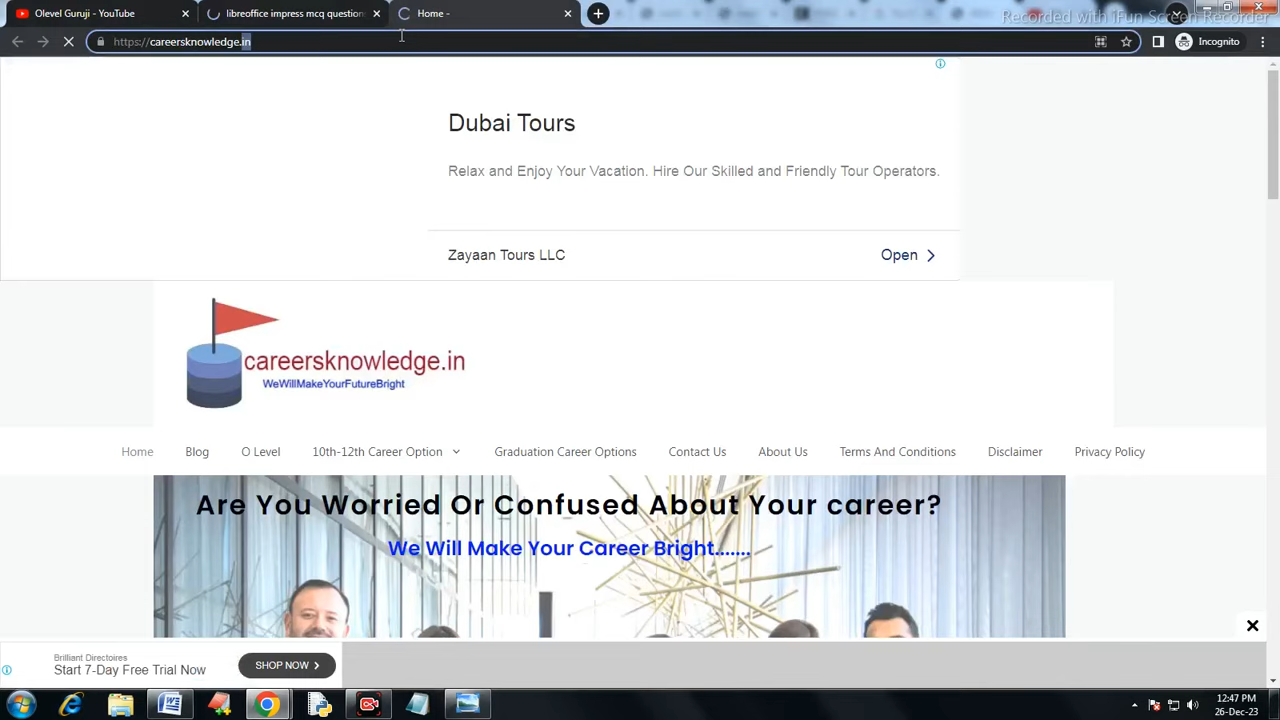 Olevel Guruji - YouTube
libreoffice impress mcq question
Home -
Recorded with iFun Screen Recorder
https://careersknowledge.in
Incognito
Dubai Tours
Relax and Enjoy Your Vacation. Hire Our Skilled and Friendly Tour Operators.
Zayaan Tours LLC
Open
careersknowledge.in
WeWillMakeYourFutureBright
Home
Blog
O Level
10th-12th Career Option
Graduation Career Options
Contact Us
About Us
Terms And Conditions
Disclaimer
Privacy Policy
Are You Worried Or Confused About Your career?
We Will Make Your Career Bright.......
Brilliant Directoires
Start 7-Day Free Trial Now
SHOP NOW
12:47 PM
26-Dec-23